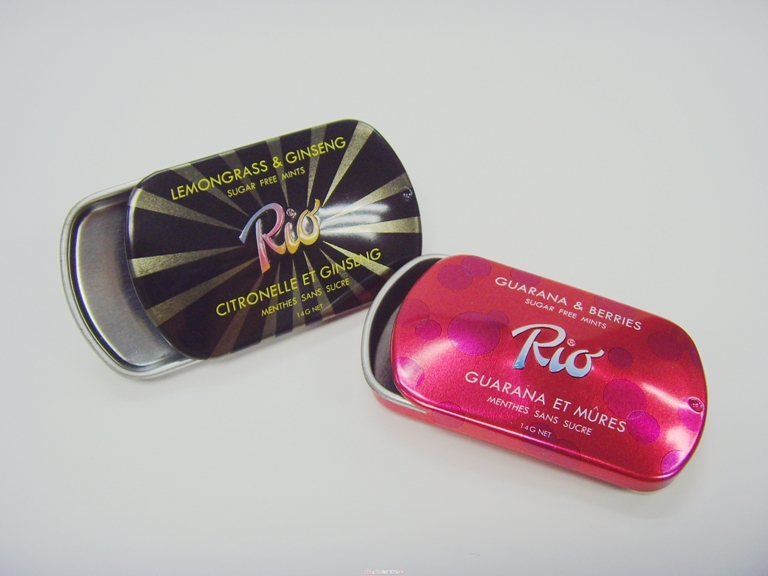 LEMONGRASS & GINSENG
SUGAR FREE MINTS
Rio
CITRONELLE ET GINSENG
MENTHES SANS SUCRE
14G NET
GUARANA & BERRIES
SUGAR FREE MINTS
Rio
GUARANA ET MÛRES
MENTHES SANS SUCRE
14G NET